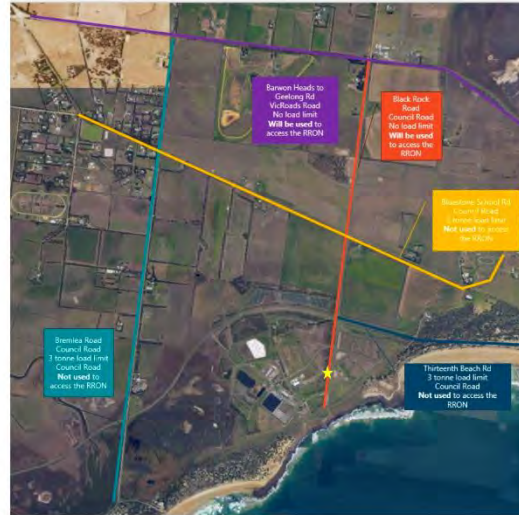 Barwon Heads to
Geelong Rd
VicRoads Road
No load limit
Will be used to
access the
RRON
Black Rock
Road
Council Road
No load limit
Will be used
to access the
RRON
Bluestone School Rd
Council Road
3 tonne load limit
Not used to access
the RRON
Bremlea Road
Council Road
3 tonne load limit
Council Road
Not used to
access the RRON
Thirteenth Beach Rd
3 tonne load limit
Council Road
Not used to access the
RRON